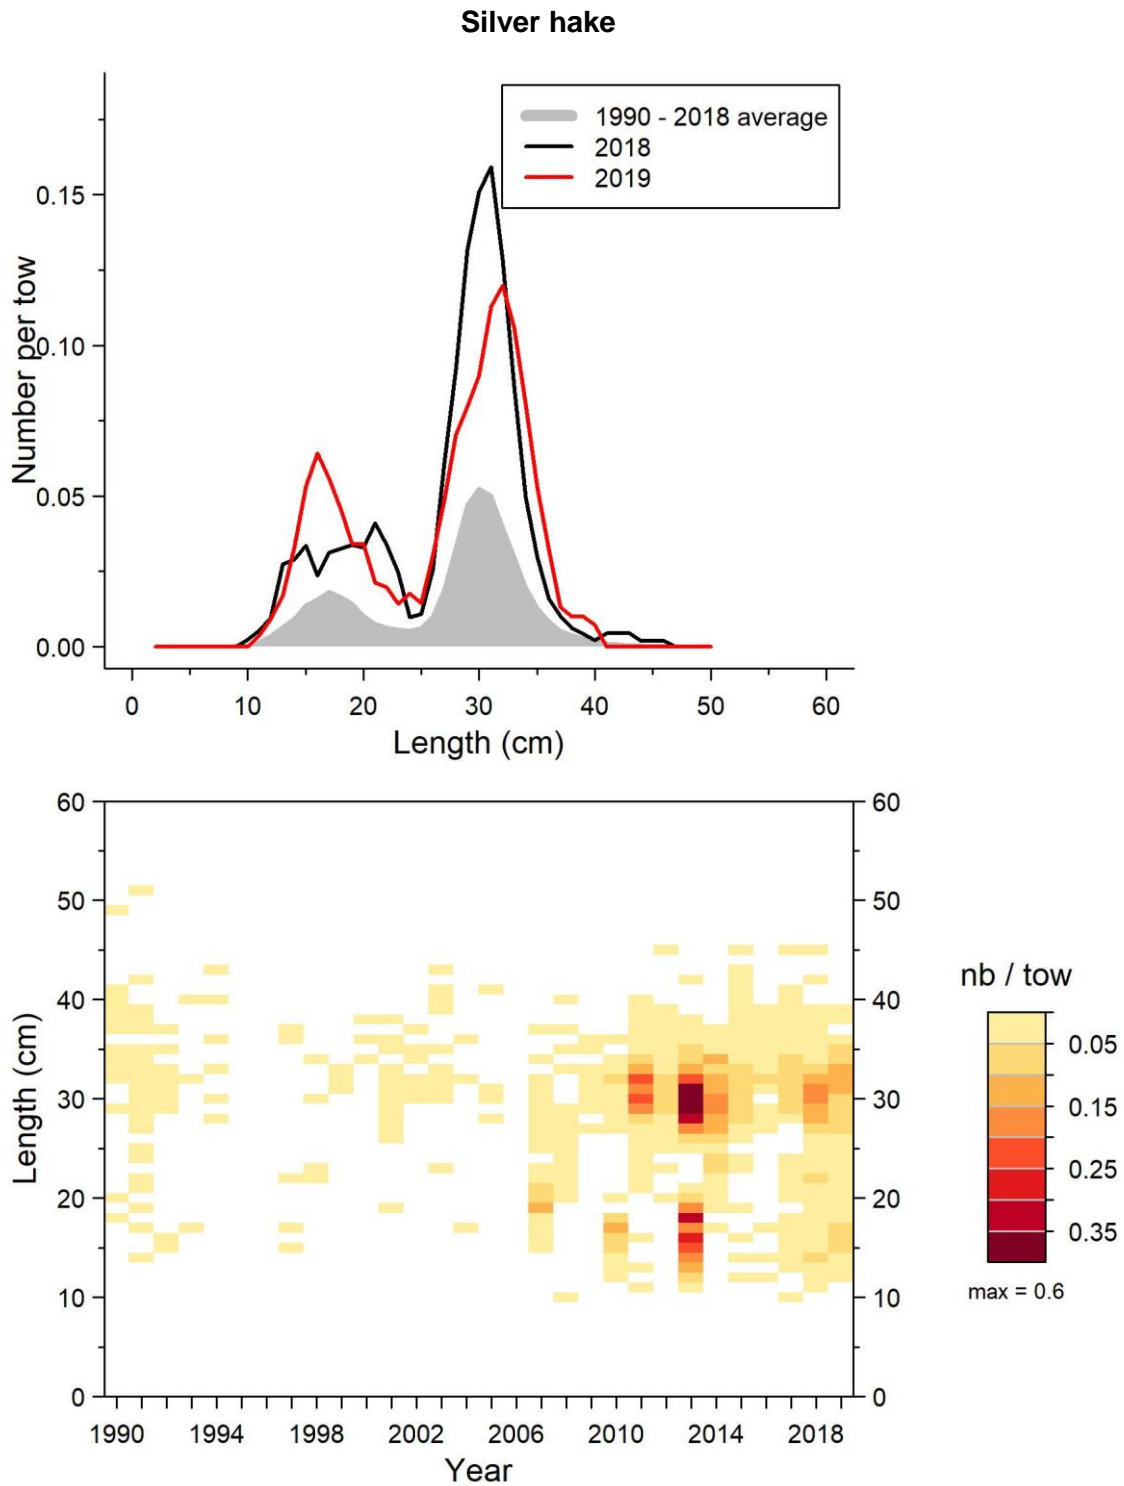 Silver hake
1990 - 2018 average
2018
2019
Number per tow
0.15
0.10
0.05
0.00
0 10 20 30 40 50 60
Length (cm)
60 60
50 50
40 40
30 30
20 20
10 10
0 0
Length (cm)
1990 1994 1998 2002 2006 2010 2014 2018
Year
nb / tow
0.05
0.15
0.25
0.35
max = 0.6